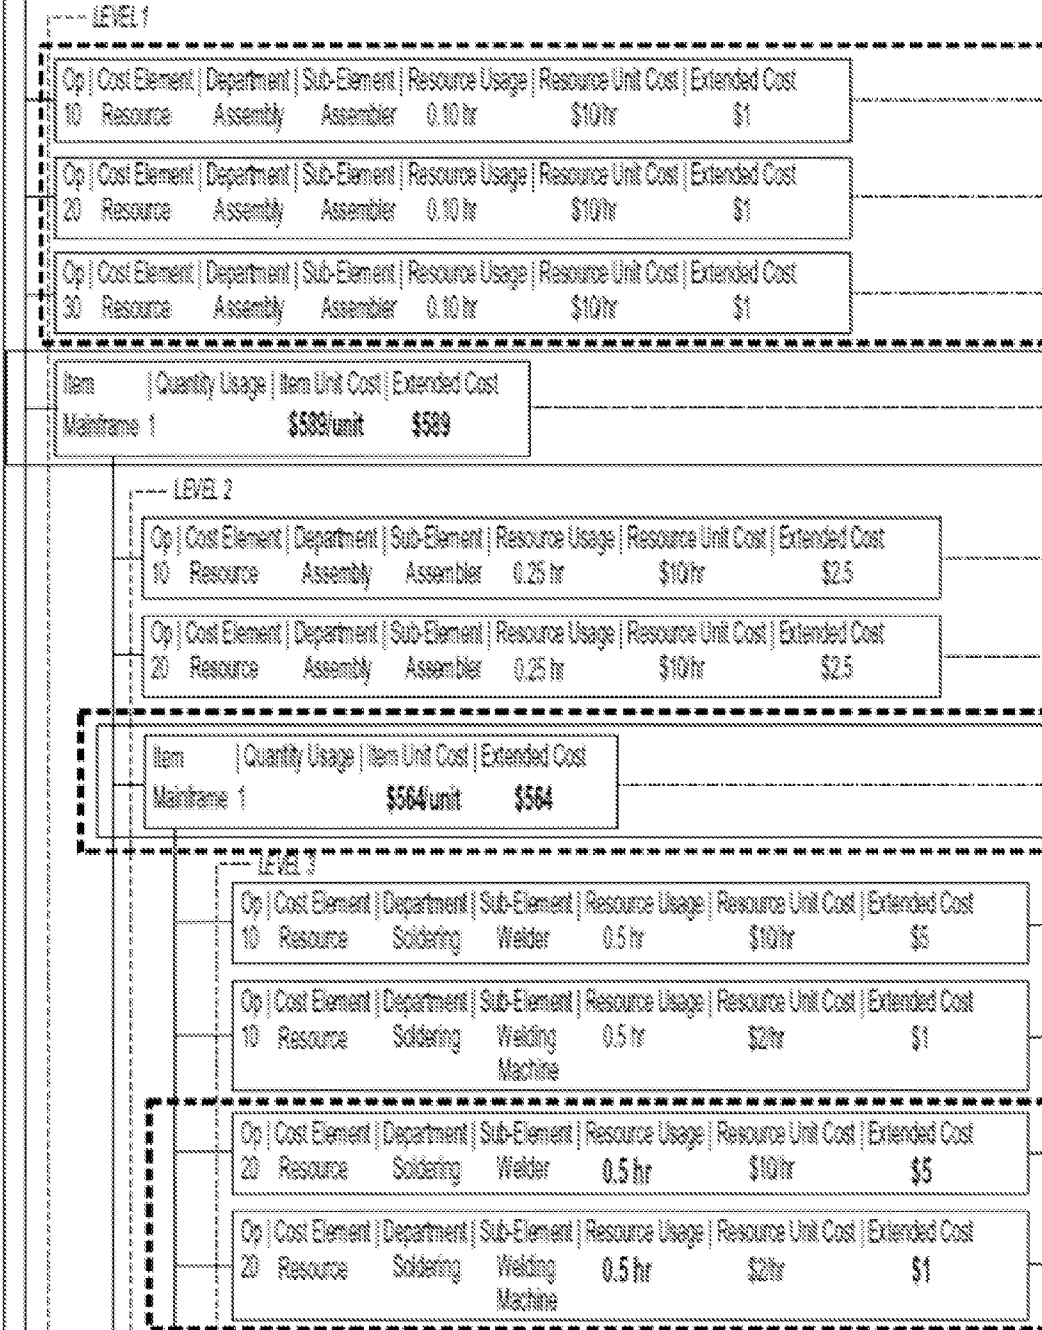 LEVEL 1
Op | Cost Element | Department | Sub-Element | Resource Usage | Resource Unit Cost | Extended Cost
10 Resource Assembly Assembler 0.10 hr $10/hr $1
Op | Cost Element | Department | Sub-Element | Resource Usage | Resource Unit Cost | Extended Cost
20 Resource Assembly Assembler 0.10 hr $10/hr $1
Op | Cost Element | Department | Sub-Element | Resource Usage | Resource Unit Cost | Extended Cost
30 Resource Assembly Assembler 0.10 hr $10/hr $1
Item | Quantity Usage | Item Unit Cost | Extended Cost
Mainframe 1 $589/unit $589
LEVEL 2
Op | Cost Element | Department | Sub-Element | Resource Usage | Resource Unit Cost | Extended Cost
10 Resource Assembly Assembler 0.25 hr $10/hr $2.5
Op | Cost Element | Department | Sub-Element | Resource Usage | Resource Unit Cost | Extended Cost
20 Resource Assembly Assembler 0.25 hr $10/hr $2.5
Item | Quantity Usage | Item Unit Cost | Extended Cost
Mainframe 1 $564/unit $564
LEVEL 3
Op | Cost Element | Department | Sub-Element | Resource Usage | Resource Unit Cost | Extended Cost
10 Resource Soldering Welder 0.5 hr $10/hr $5
Op | Cost Element | Department | Sub-Element | Resource Usage | Resource Unit Cost | Extended Cost
10 Resource Soldering Welding 0.5 hr $2/hr $1
Machine
Op | Cost Element | Department | Sub-Element | Resource Usage | Resource Unit Cost | Extended Cost
20 Resource Soldering Welder 0.5 hr $10/hr $5
Op | Cost Element | Department | Sub-Element | Resource Usage | Resource Unit Cost | Extended Cost
20 Resource Soldering Welding 0.5 hr $2/hr $1
Machine